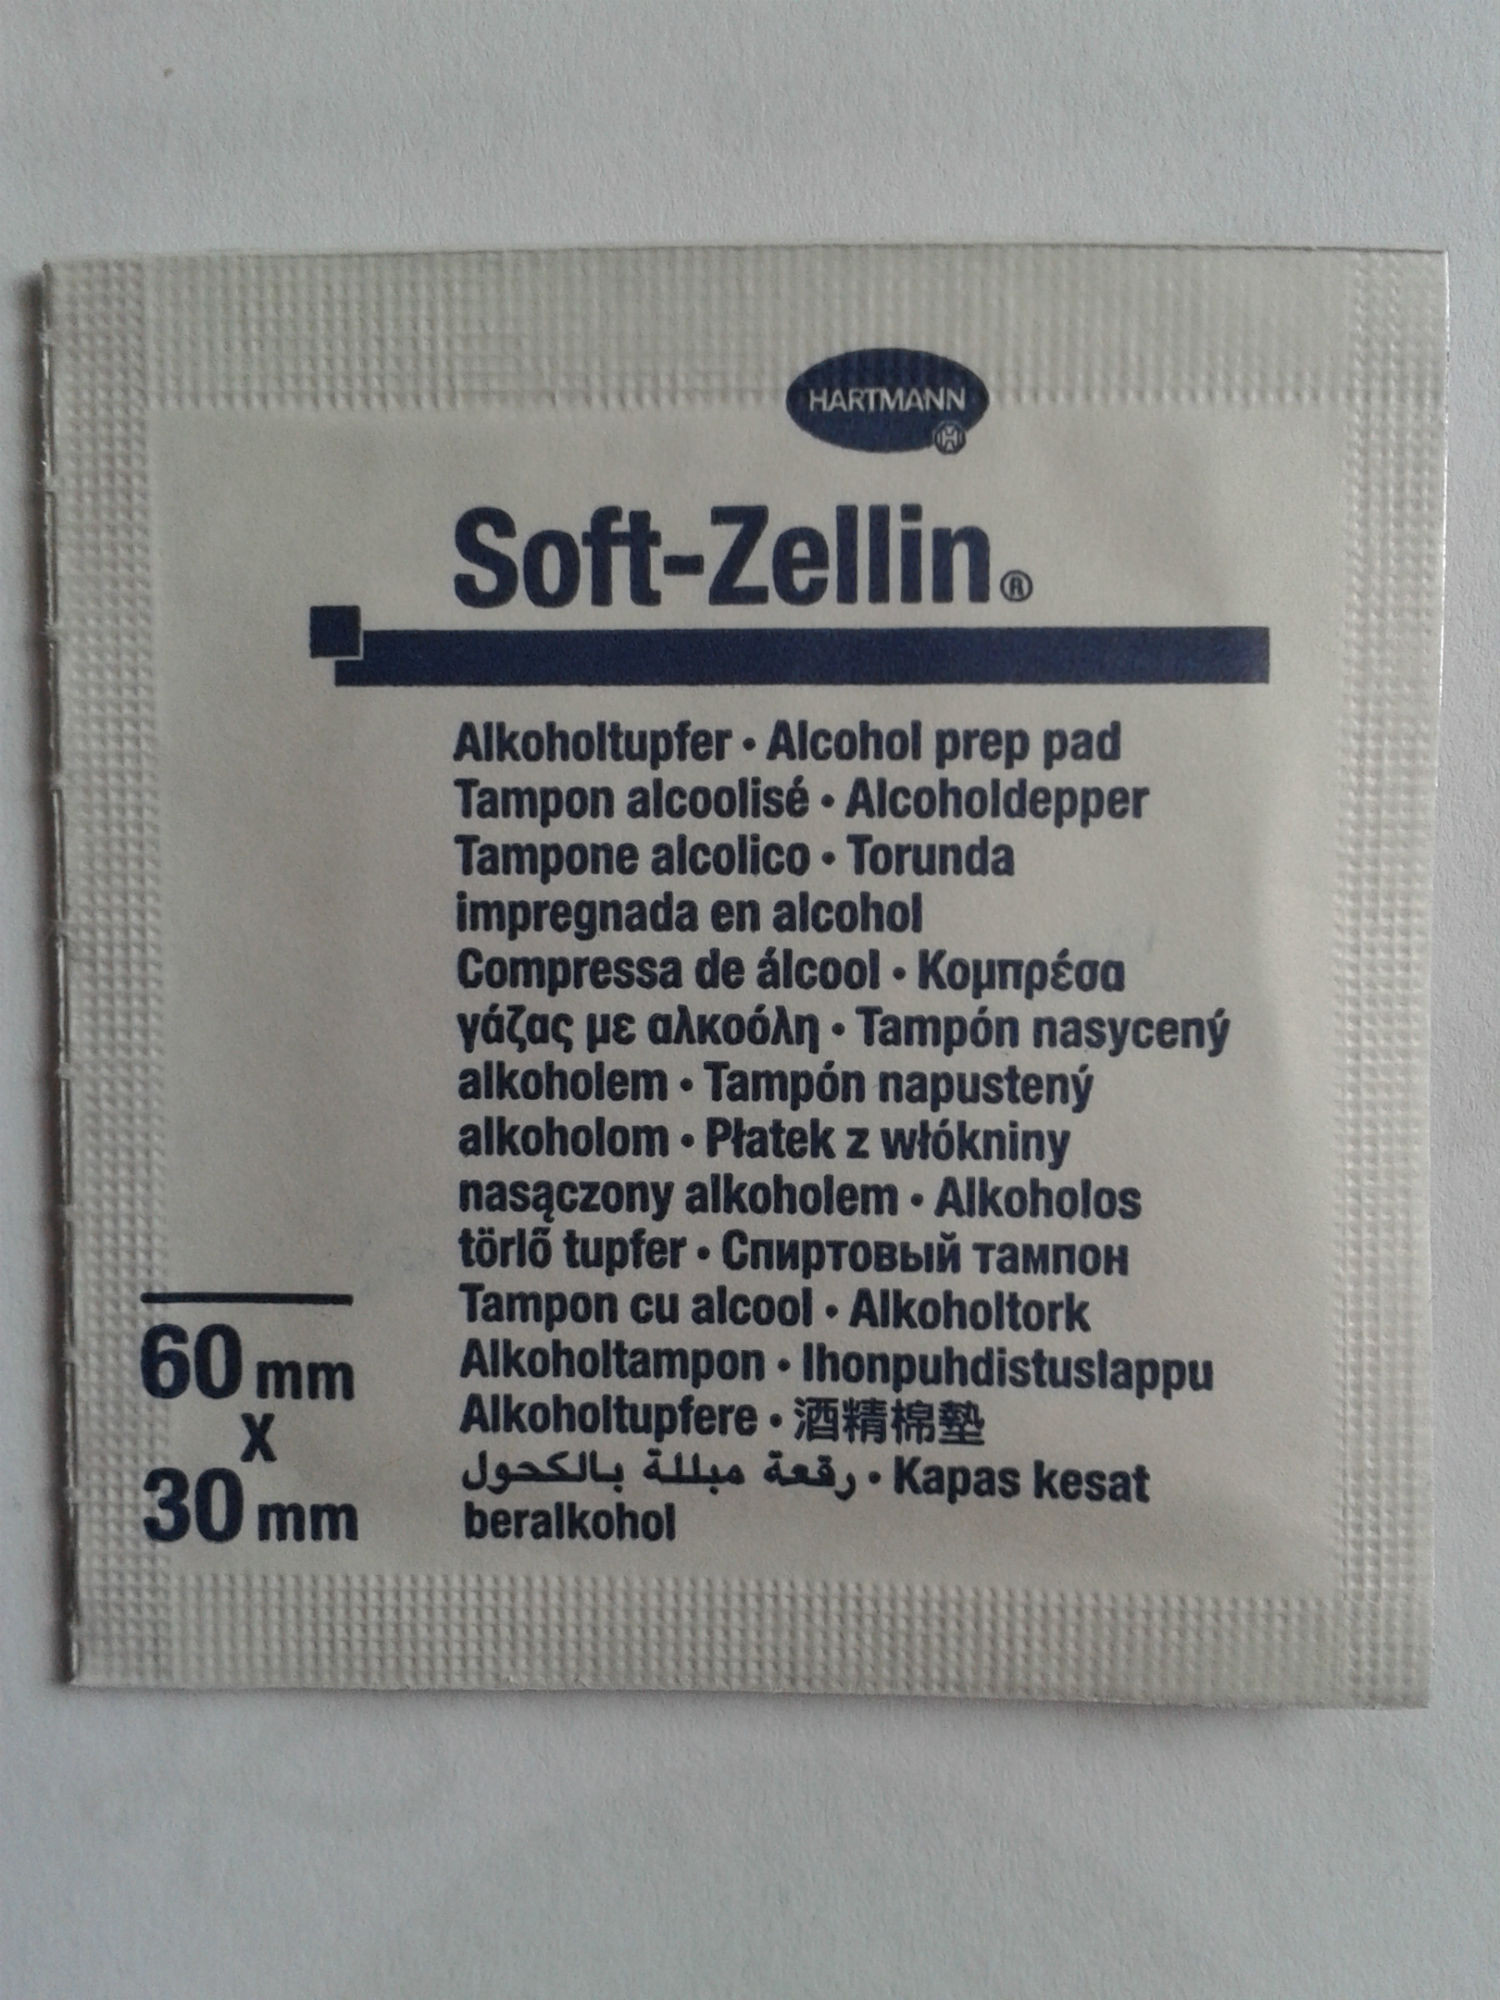 HARTMANN
Soft-Zellin®
Alkoholtupfer · Alcohol prep pad
Tampon alcoolisé · Alcoholdepper
Tampone alcolico · Torunda
impregnada en alcohol
Compressa de álcool · Κομπρέσα
γάζας με αλκοόλη · Tampón nasycený
alkoholem · Tampón napustený
alkoholom · Płatek z włókniny
nasączony alkoholem · Alkoholos
törlõ tupfer · Спиртовый тампон
Tampon cu alcool · Alkoholtork
Alkoholtampon · Ihonpuhdistuslappu
Alkoholtupfere · 酒精棉墊
رقعة مبللة بالكحول · Kapas kesat
beralkohol
60 mm
x
30 mm